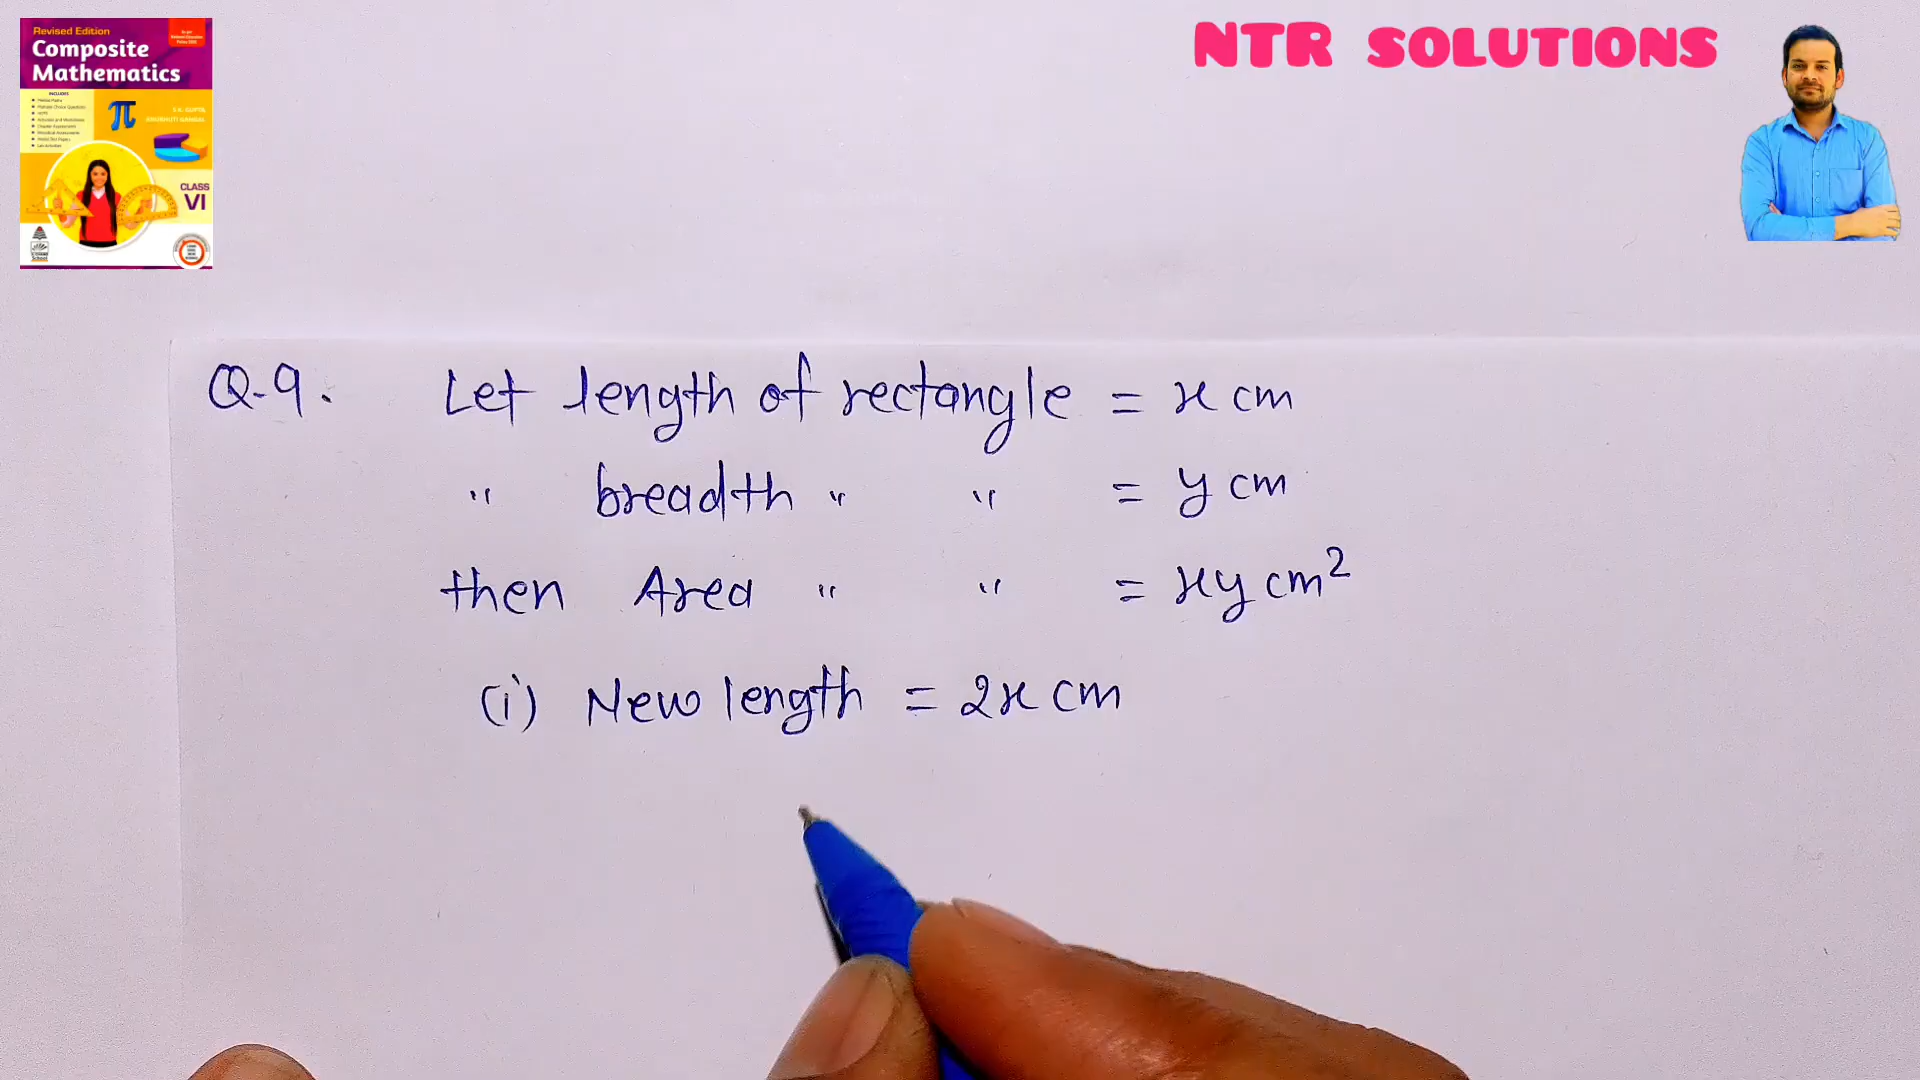 Revised Edition
Composite
Mathematics
INCLUDES
π
CLASS
VI
NTR SOLUTIONS
Q.9. Let length of rectangle = x cm
" breadth " " = y cm
then Area " " = xy cm²
(i) New length = 2x cm